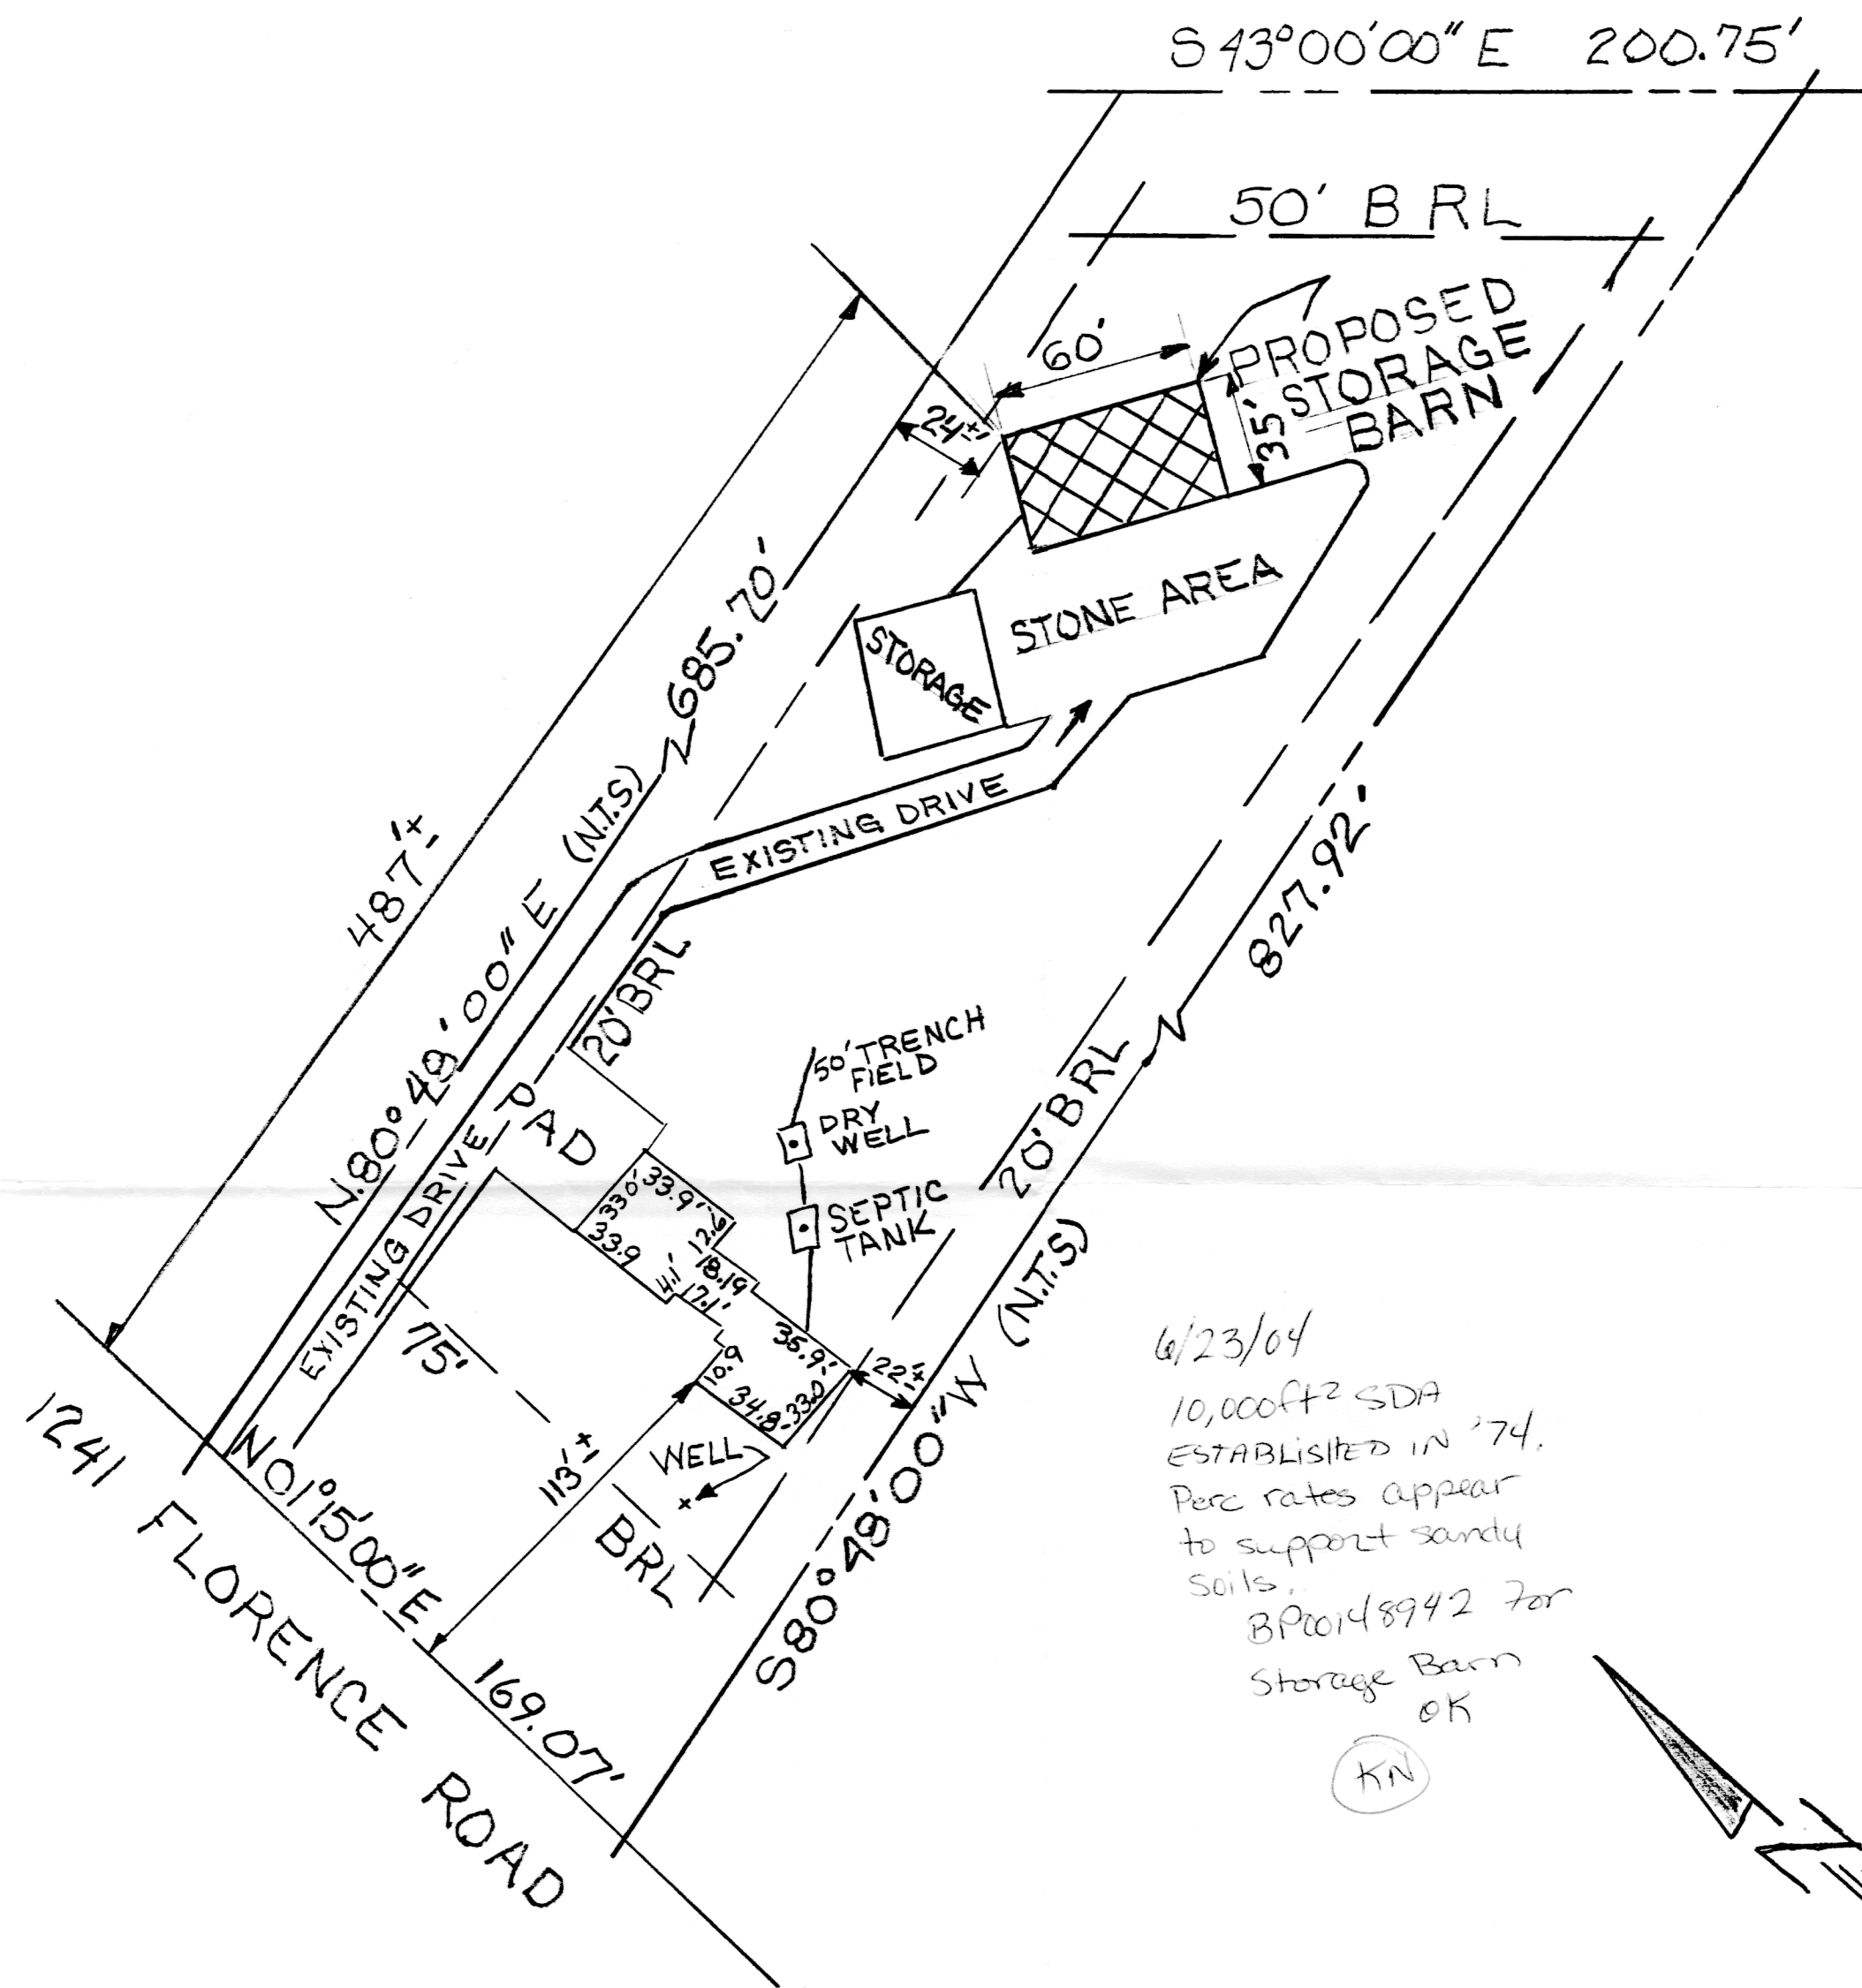 S 43°00'00" E 200.75'
50' BRL
PROPOSED
STORAGE
BARN
60'
35'
24'±
STONE AREA
STORAGE
685.70'
(N.T.S)
N.80°49'00" E
487'±
EXISTING DRIVE
827.92'
20' BRL
50' TRENCH
FIELD
DRY
WELL
SEPTIC
TANK
PAD
20' BRL
EXISTING DRIVE
33.0'
33.9'
12.6
33.9
4.1'
18.19
17.1'
35.9'
10.9
34.8
33.0'
22'±
(N.T.S)
S80°49'00"W
75'
113'±
WELL
BRL
N 01°15'00" E
169.07'
1241 FLORENCE ROAD
6/23/04
10,000ft² SDA
ESTABLISHED IN '74.
Perc rates appear
to support sandy
soils.
BP00148942 for
Storage Barn
OK
KN